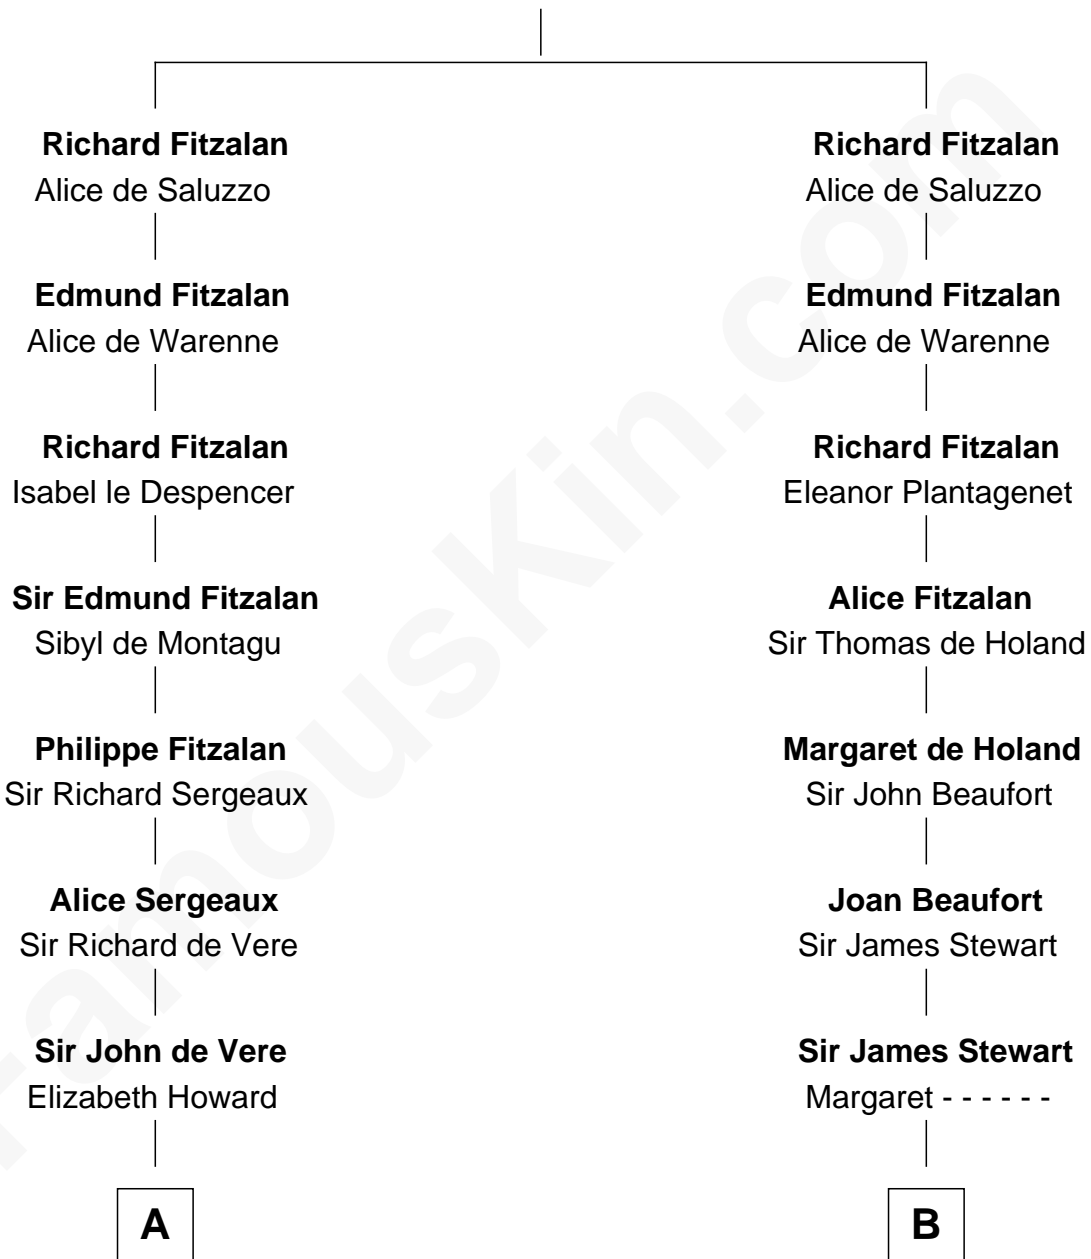 Richard Fitzalan
Alice de Saluzzo
Edmund Fitzalan
Alice de Warenne
Richard Fitzalan
Isabel le Despencer
Sir Edmund Fitzalan
Sibyl de Montagu
Philippe Fitzalan
Sir Richard Sergeaux
Alice Sergeaux
Sir Richard de Vere
Sir John de Vere
Elizabeth Howard
A
Richard Fitzalan
Alice de Saluzzo
Edmund Fitzalan
Alice de Warenne
Richard Fitzalan
Eleanor Plantagenet
Alice Fitzalan
Sir Thomas de Holand
Margaret de Holand
Sir John Beaufort
Joan Beaufort
Sir James Stewart
Sir James Stewart
Margaret - - - - - -
B
FamousKin.com